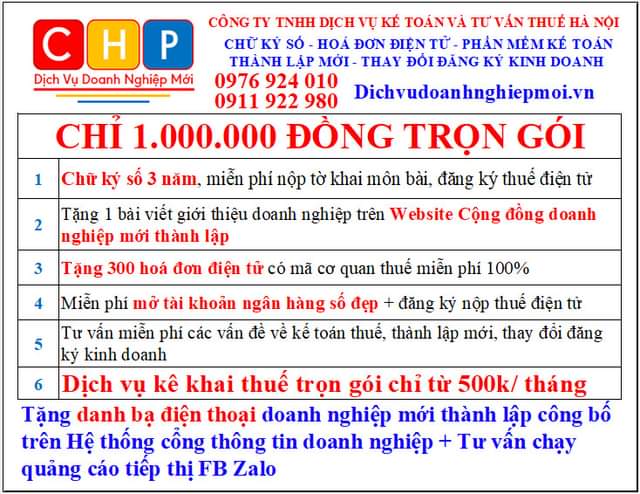 CHP
Dịch Vụ Doanh Nghiệp Mới
CÔNG TY TNHH DỊCH VỤ KẾ TOÁN VÀ TƯ VẤN THUẾ HÀ NỘI
CHỮ KÝ SỐ - HOÁ ĐƠN ĐIỆN TỬ - PHẦN MỀM KẾ TOÁN
THÀNH LẬP MỚI - THAY ĐỔI ĐĂNG KÝ KINH DOANH
0976 924 010
0911 922 980
Dichvudoanhnghiepmoi.vn
CHỈ 1.000.000 ĐỒNG TRỌN GÓI
1 Chữ ký số 3 năm, miễn phí nộp tờ khai môn bài, đăng ký thuế điện tử
2 Tặng 1 bài viết giới thiệu doanh nghiệp trên Website Cộng đồng doanh
nghiệp mới thành lập
3 Tặng 300 hoá đơn điện tử có mã cơ quan thuế miễn phí 100%
4 Miễn phí mở tài khoản ngân hàng số đẹp + đăng ký nộp thuế điện tử
5 Tư vấn miễn phí các vấn đề về kế toán thuế, thành lập mới, thay đổi đăng
ký kinh doanh
6 Dịch vụ kê khai thuế trọn gói chỉ từ 500k/ tháng
Tặng danh bạ điện thoại doanh nghiệp mới thành lập công bố
trên Hệ thống cổng thông tin doanh nghiệp + Tư vấn chạy
quảng cáo tiếp thị FB Zalo